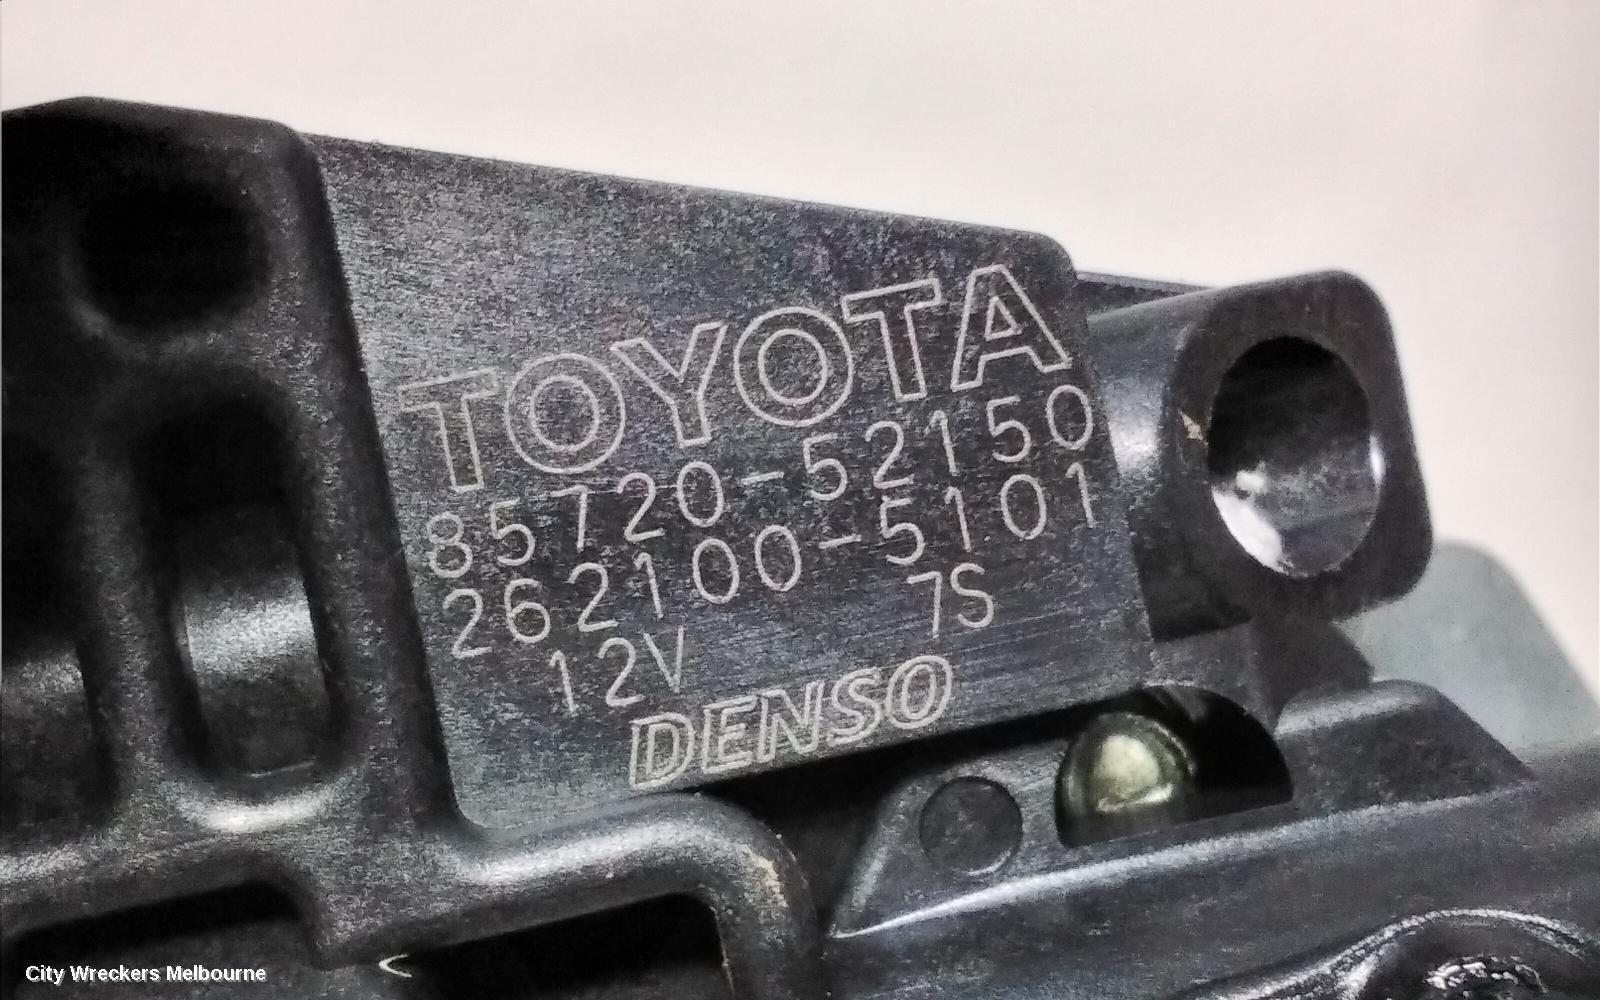 TOYOTA
85720-52150
262100-5101
12V 7S
DENSO
City Wreckers Melbourne